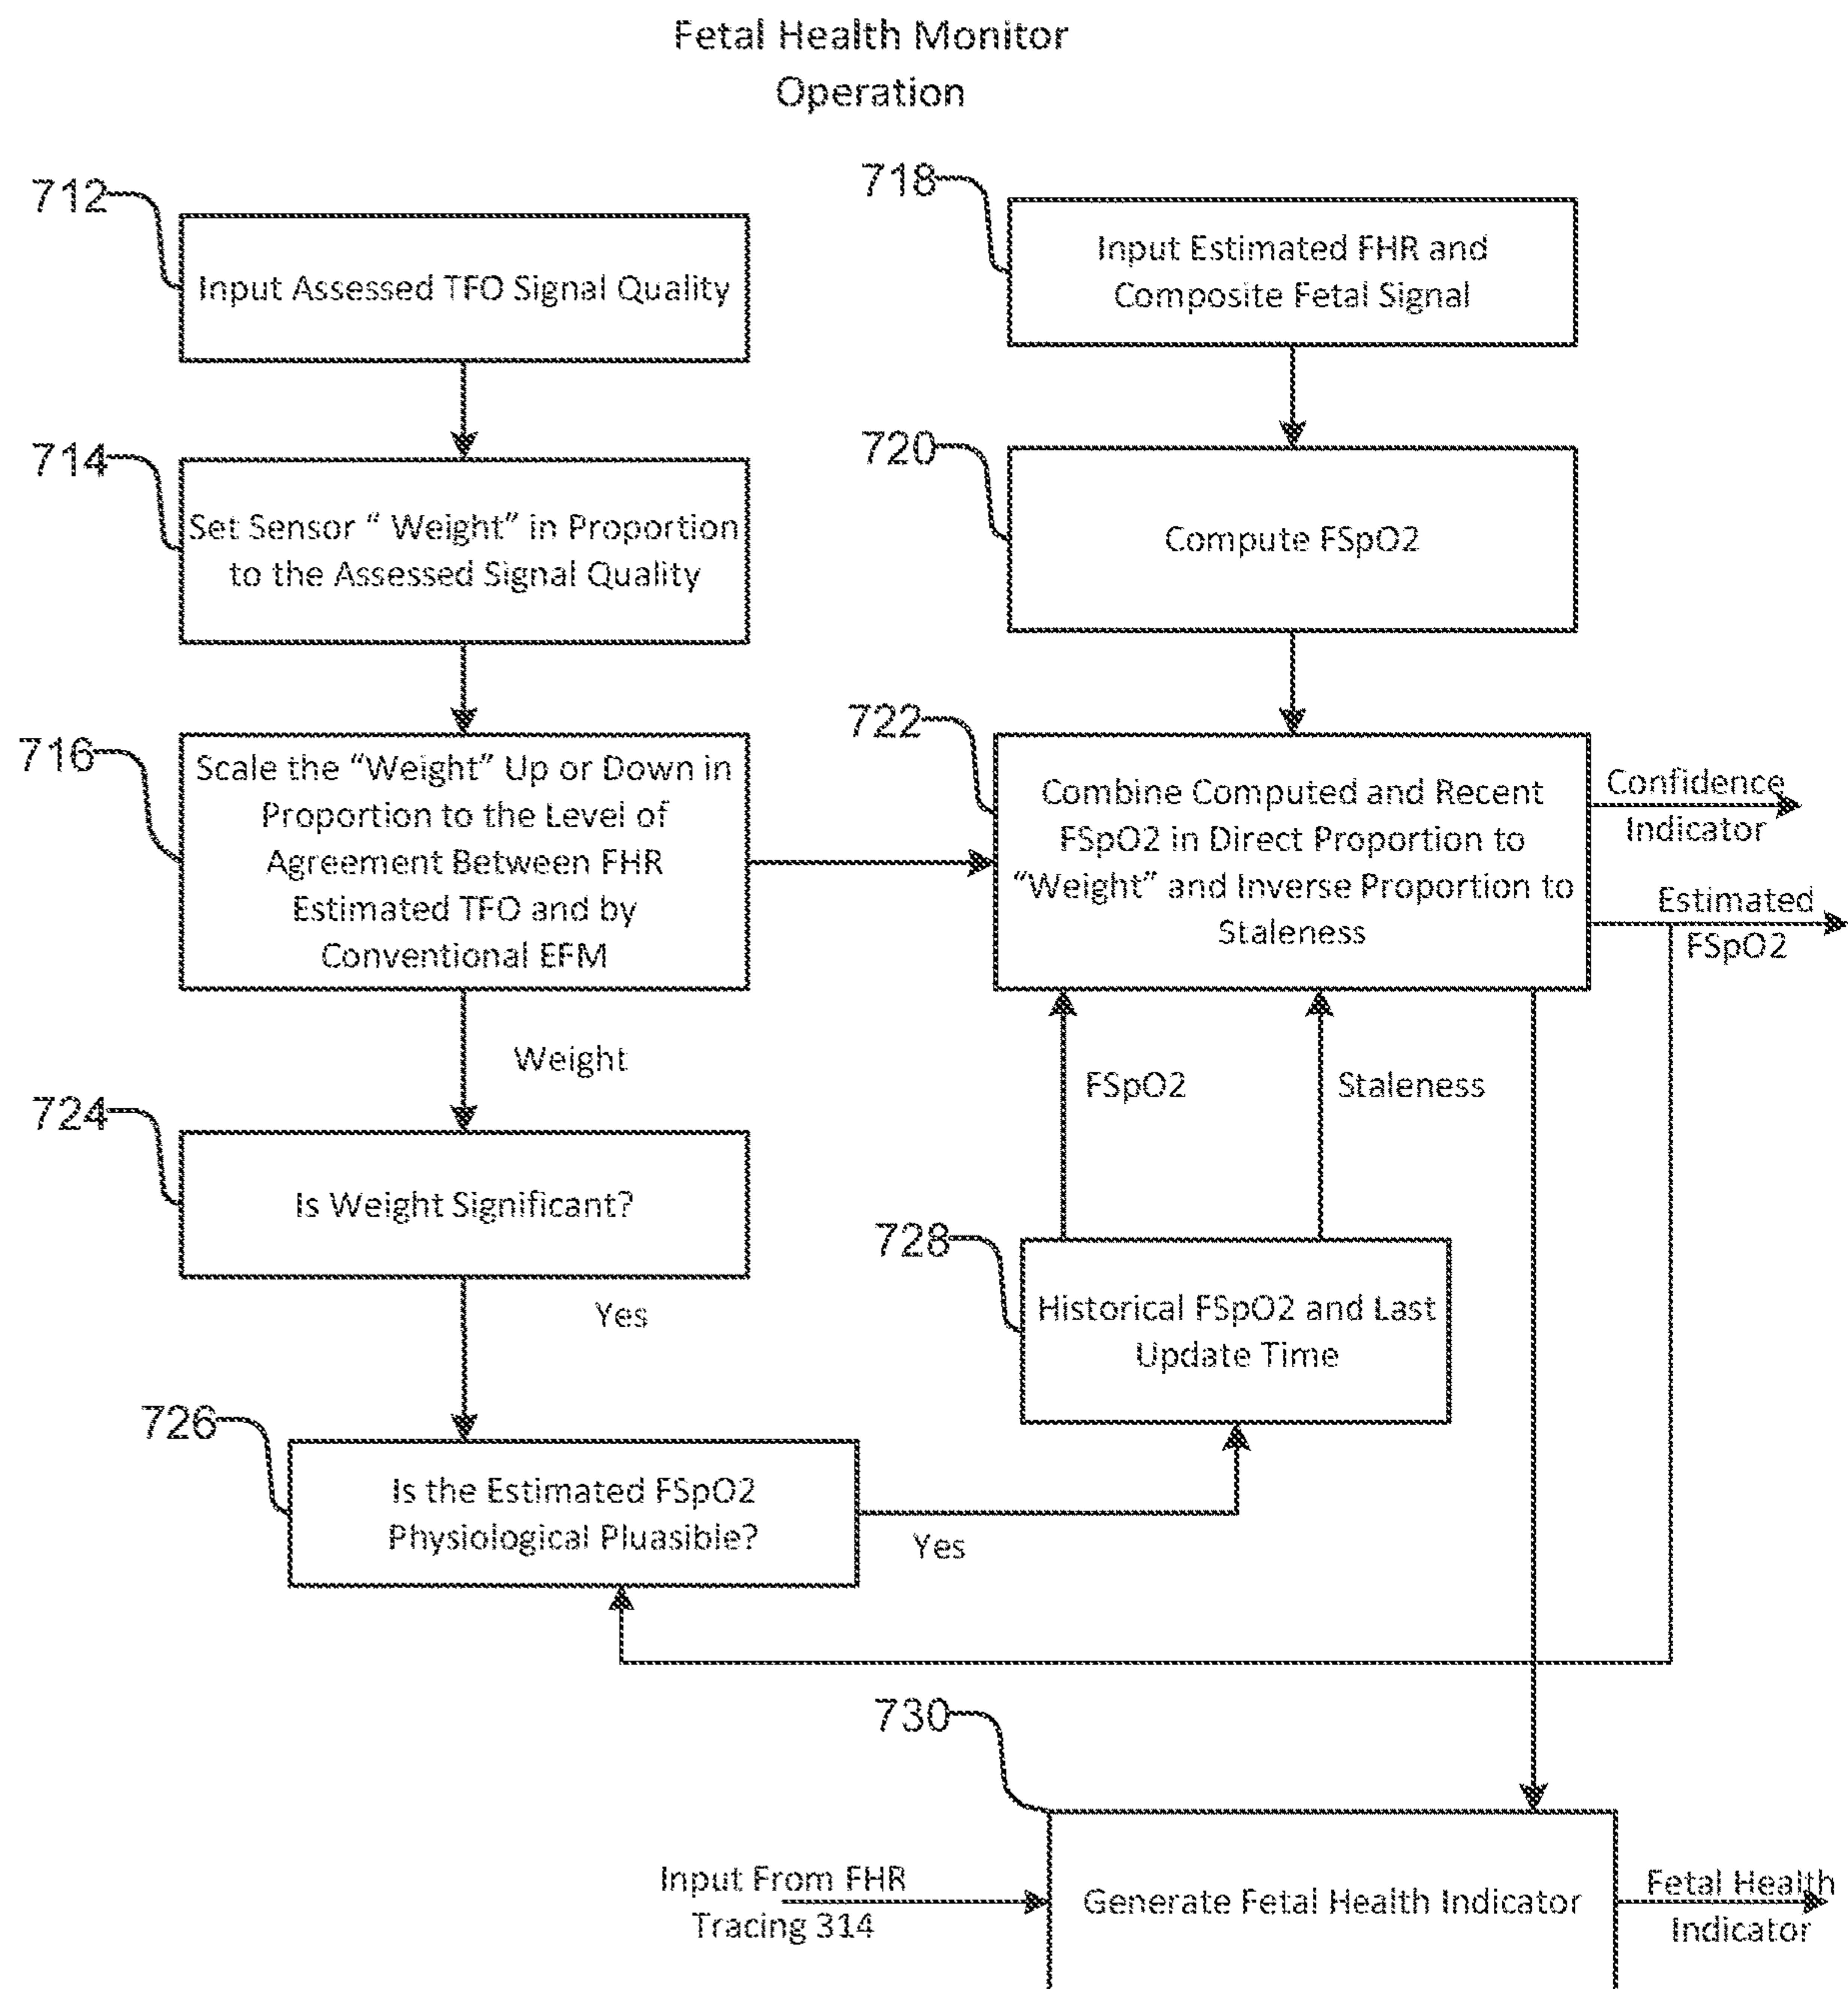 Fetal Health Monitor
Operation
712
Input Assessed TFO Signal Quality
718
Input Estimated FHR and
Composite Fetal Signal
714
Set Sensor “ Weight” in Proportion
to the Assessed Signal Quality
720
Compute FSpO2
716
Scale the “Weight” Up or Down in
Proportion to the Level of
Agreement Between FHR
Estimated TFO and by
Conventional EFM
722
Combine Computed and Recent
FSpO2 in Direct Proportion to
“Weight” and Inverse Proportion to
Staleness
Confidence
Indicator
Estimated
FSpO2
Weight
FSpO2
Staleness
724
Is Weight Significant?
Yes
728
Historical FSpO2 and Last
Update Time
726
Is the Estimated FSpO2
Physiological Pluasible?
Yes
730
Input From FHR
Tracing 314
Generate Fetal Health Indicator
Fetal Health
Indicator